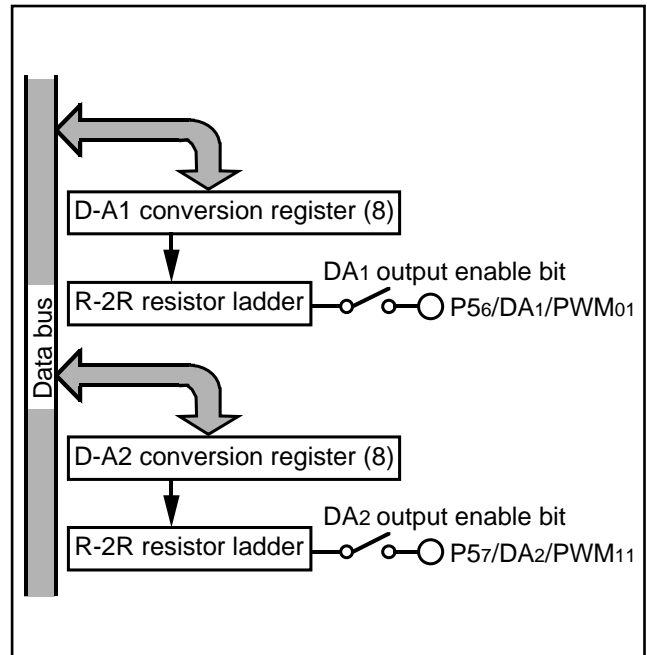 Data bus
D-A1 conversion register (8)
R-2R resistor ladder
DA1 output enable bit
P56/DA1/PWM01
D-A2 conversion register (8)
R-2R resistor ladder
DA2 output enable bit
P57/DA2/PWM11